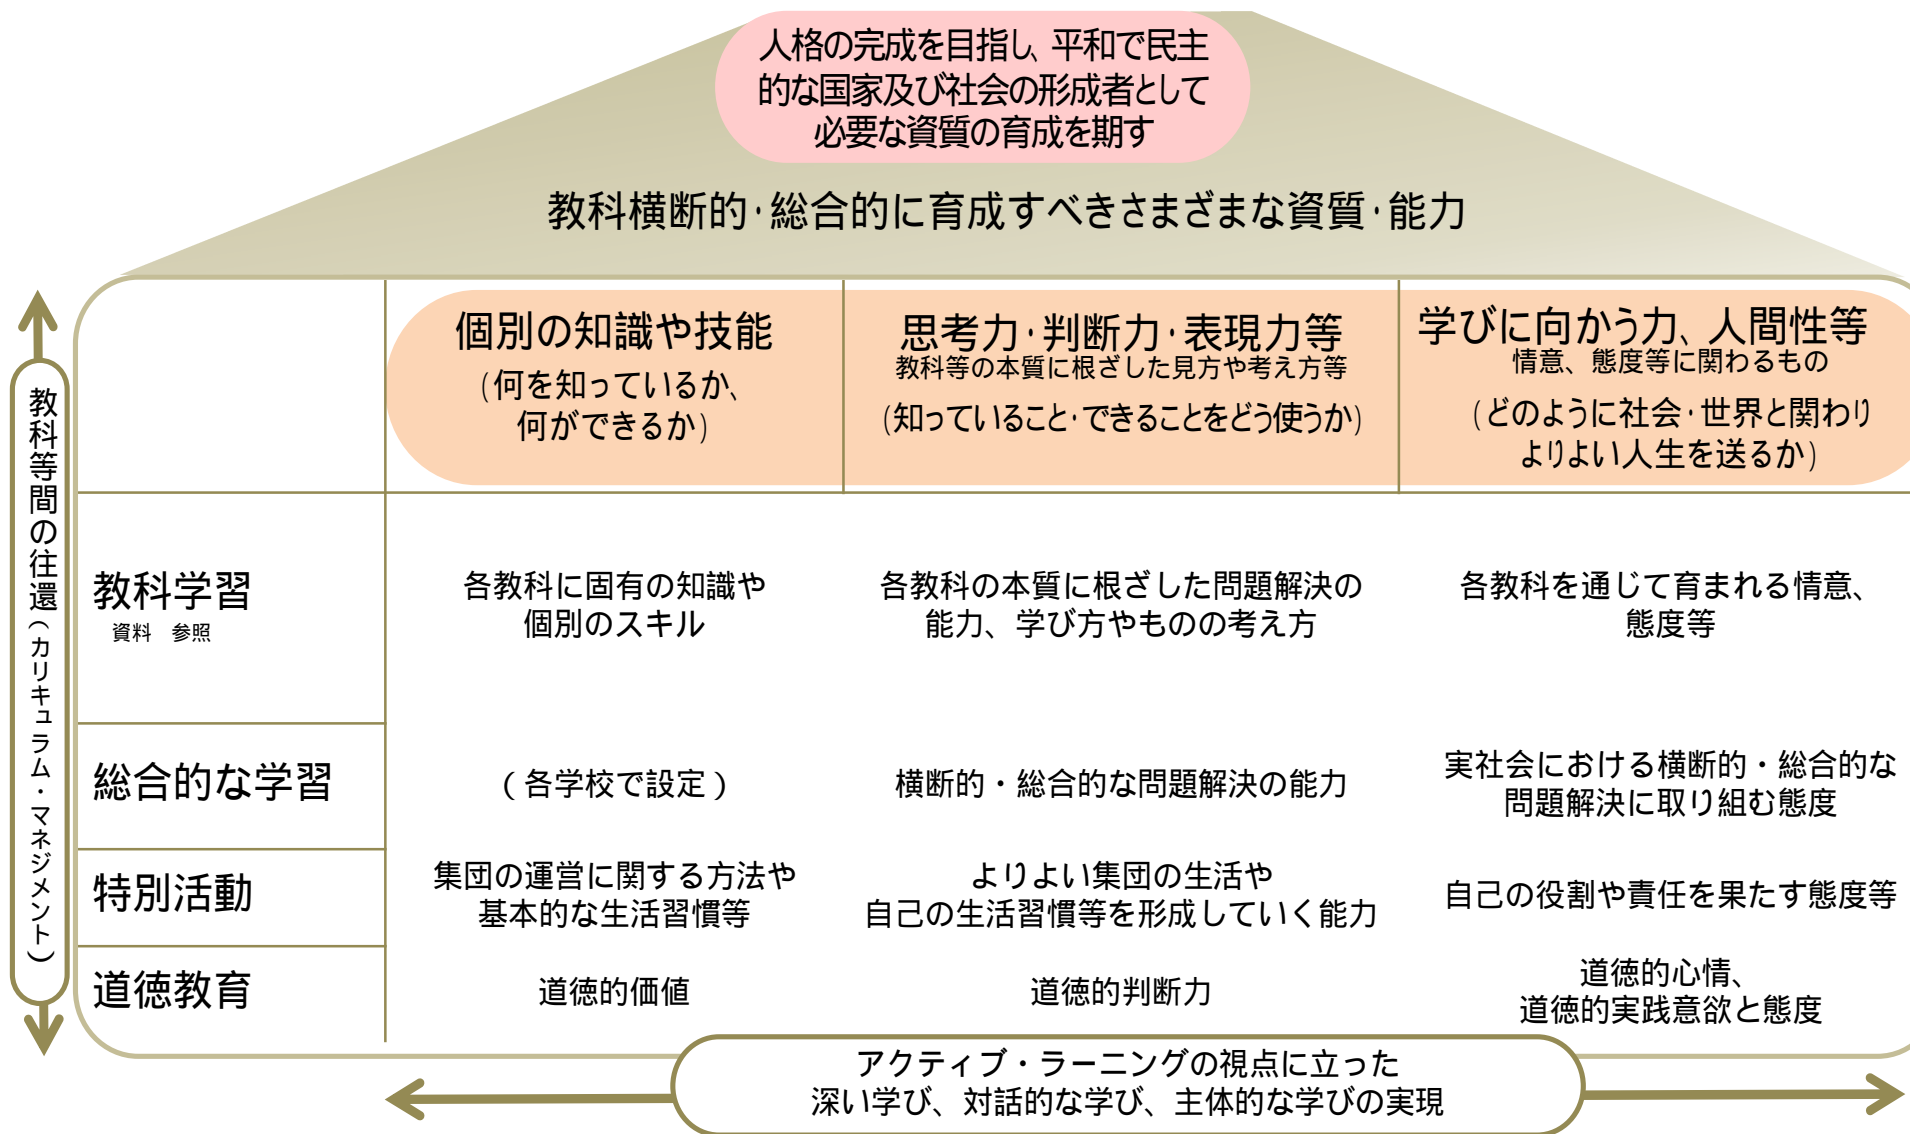 人格の完成を目指し、平和で民主
的な国家及び社会の形成者として
必要な資質の育成を期す
教科横断的・総合的に育成すべきさまざまな資質・能力
個別の知識や技能
（何を知っているか、
何ができるか）
思考力・判断力・表現力等
教科等の本質に根ざした見方や考え方等
（知っていること・できることをどう使うか）
学びに向かう力、人間性等
情意、態度等に関わるもの
（どのように社会・世界と関わり
よりよい人生を送るか）
教科等間の往還（カリキュラム・マネジメント）
教科学習
資料　参照
各教科に固有の知識や
個別のスキル
各教科の本質に根ざした問題解決の
能力、学び方やものの考え方
各教科を通じて育まれる情意、
態度等
総合的な学習
（各学校で設定）
横断的・総合的な問題解決の能力
実社会における横断的・総合的な
問題解決に取り組む態度
特別活動
集団の運営に関する方法や
基本的な生活習慣等
よりよい集団の生活や
自己の生活習慣等を形成していく能力
自己の役割や責任を果たす態度等
道徳教育
道徳的価値
道徳的判断力
道徳的心情、
道徳的実践意欲と態度
アクティブ・ラーニングの視点に立った
深い学び、対話的な学び、主体的な学びの実現